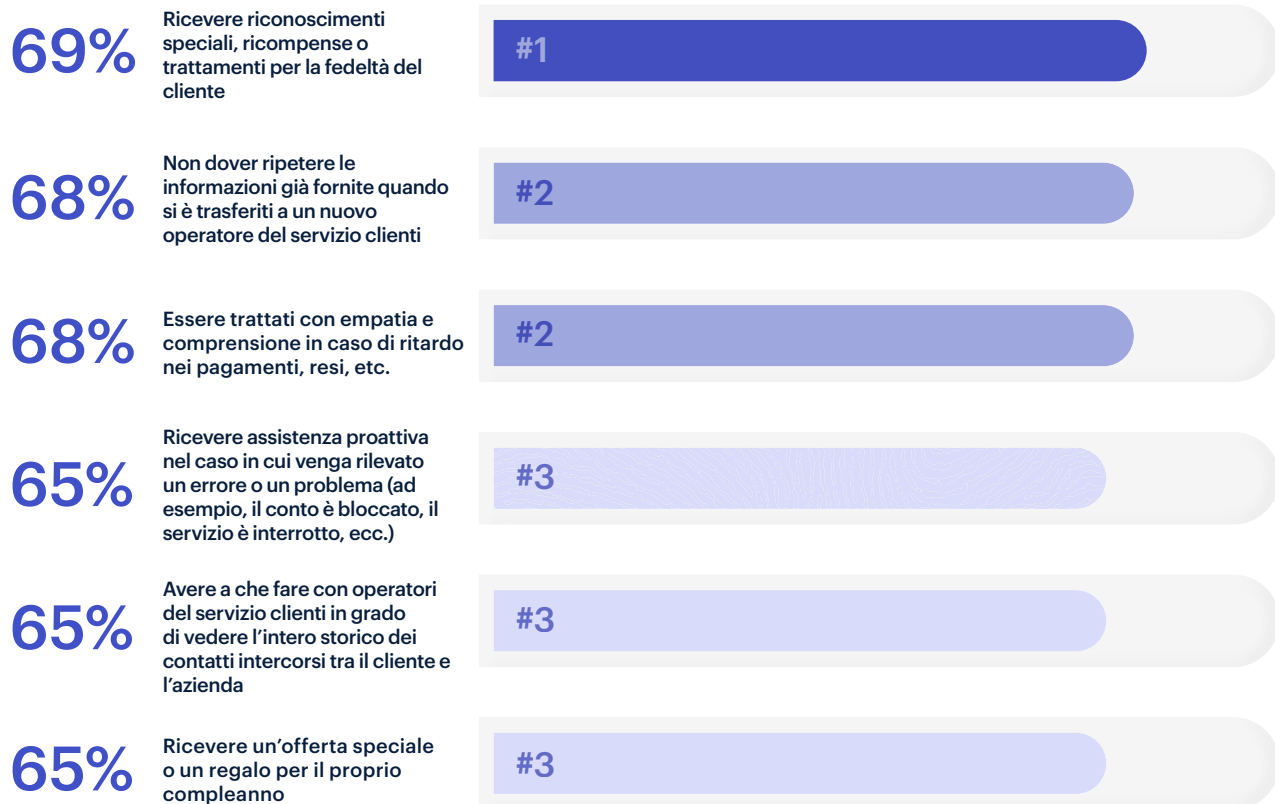 69%
Ricevere riconoscimenti
speciali, ricompense o
trattamenti per la fedeltà del
cliente
#1
68%
Non dover ripetere le
informazioni già fornite quando
si è trasferiti a un nuovo
operatore del servizio clienti
#2
68%
Essere trattati con empatia e
comprensione in caso di ritardo
nei pagamenti, resi, etc.
#2
65%
Ricevere assistenza proattiva
nel caso in cui venga rilevato
un errore o un problema (ad
esempio, il conto è bloccato, il
servizio è interrotto, ecc.)
#3
65%
Avere a che fare con operatori
del servizio clienti in grado
di vedere l’intero storico dei
contatti intercorsi tra il cliente e
l’azienda
#3
65%
Ricevere un’offerta speciale
o un regalo per il proprio
compleanno
#3